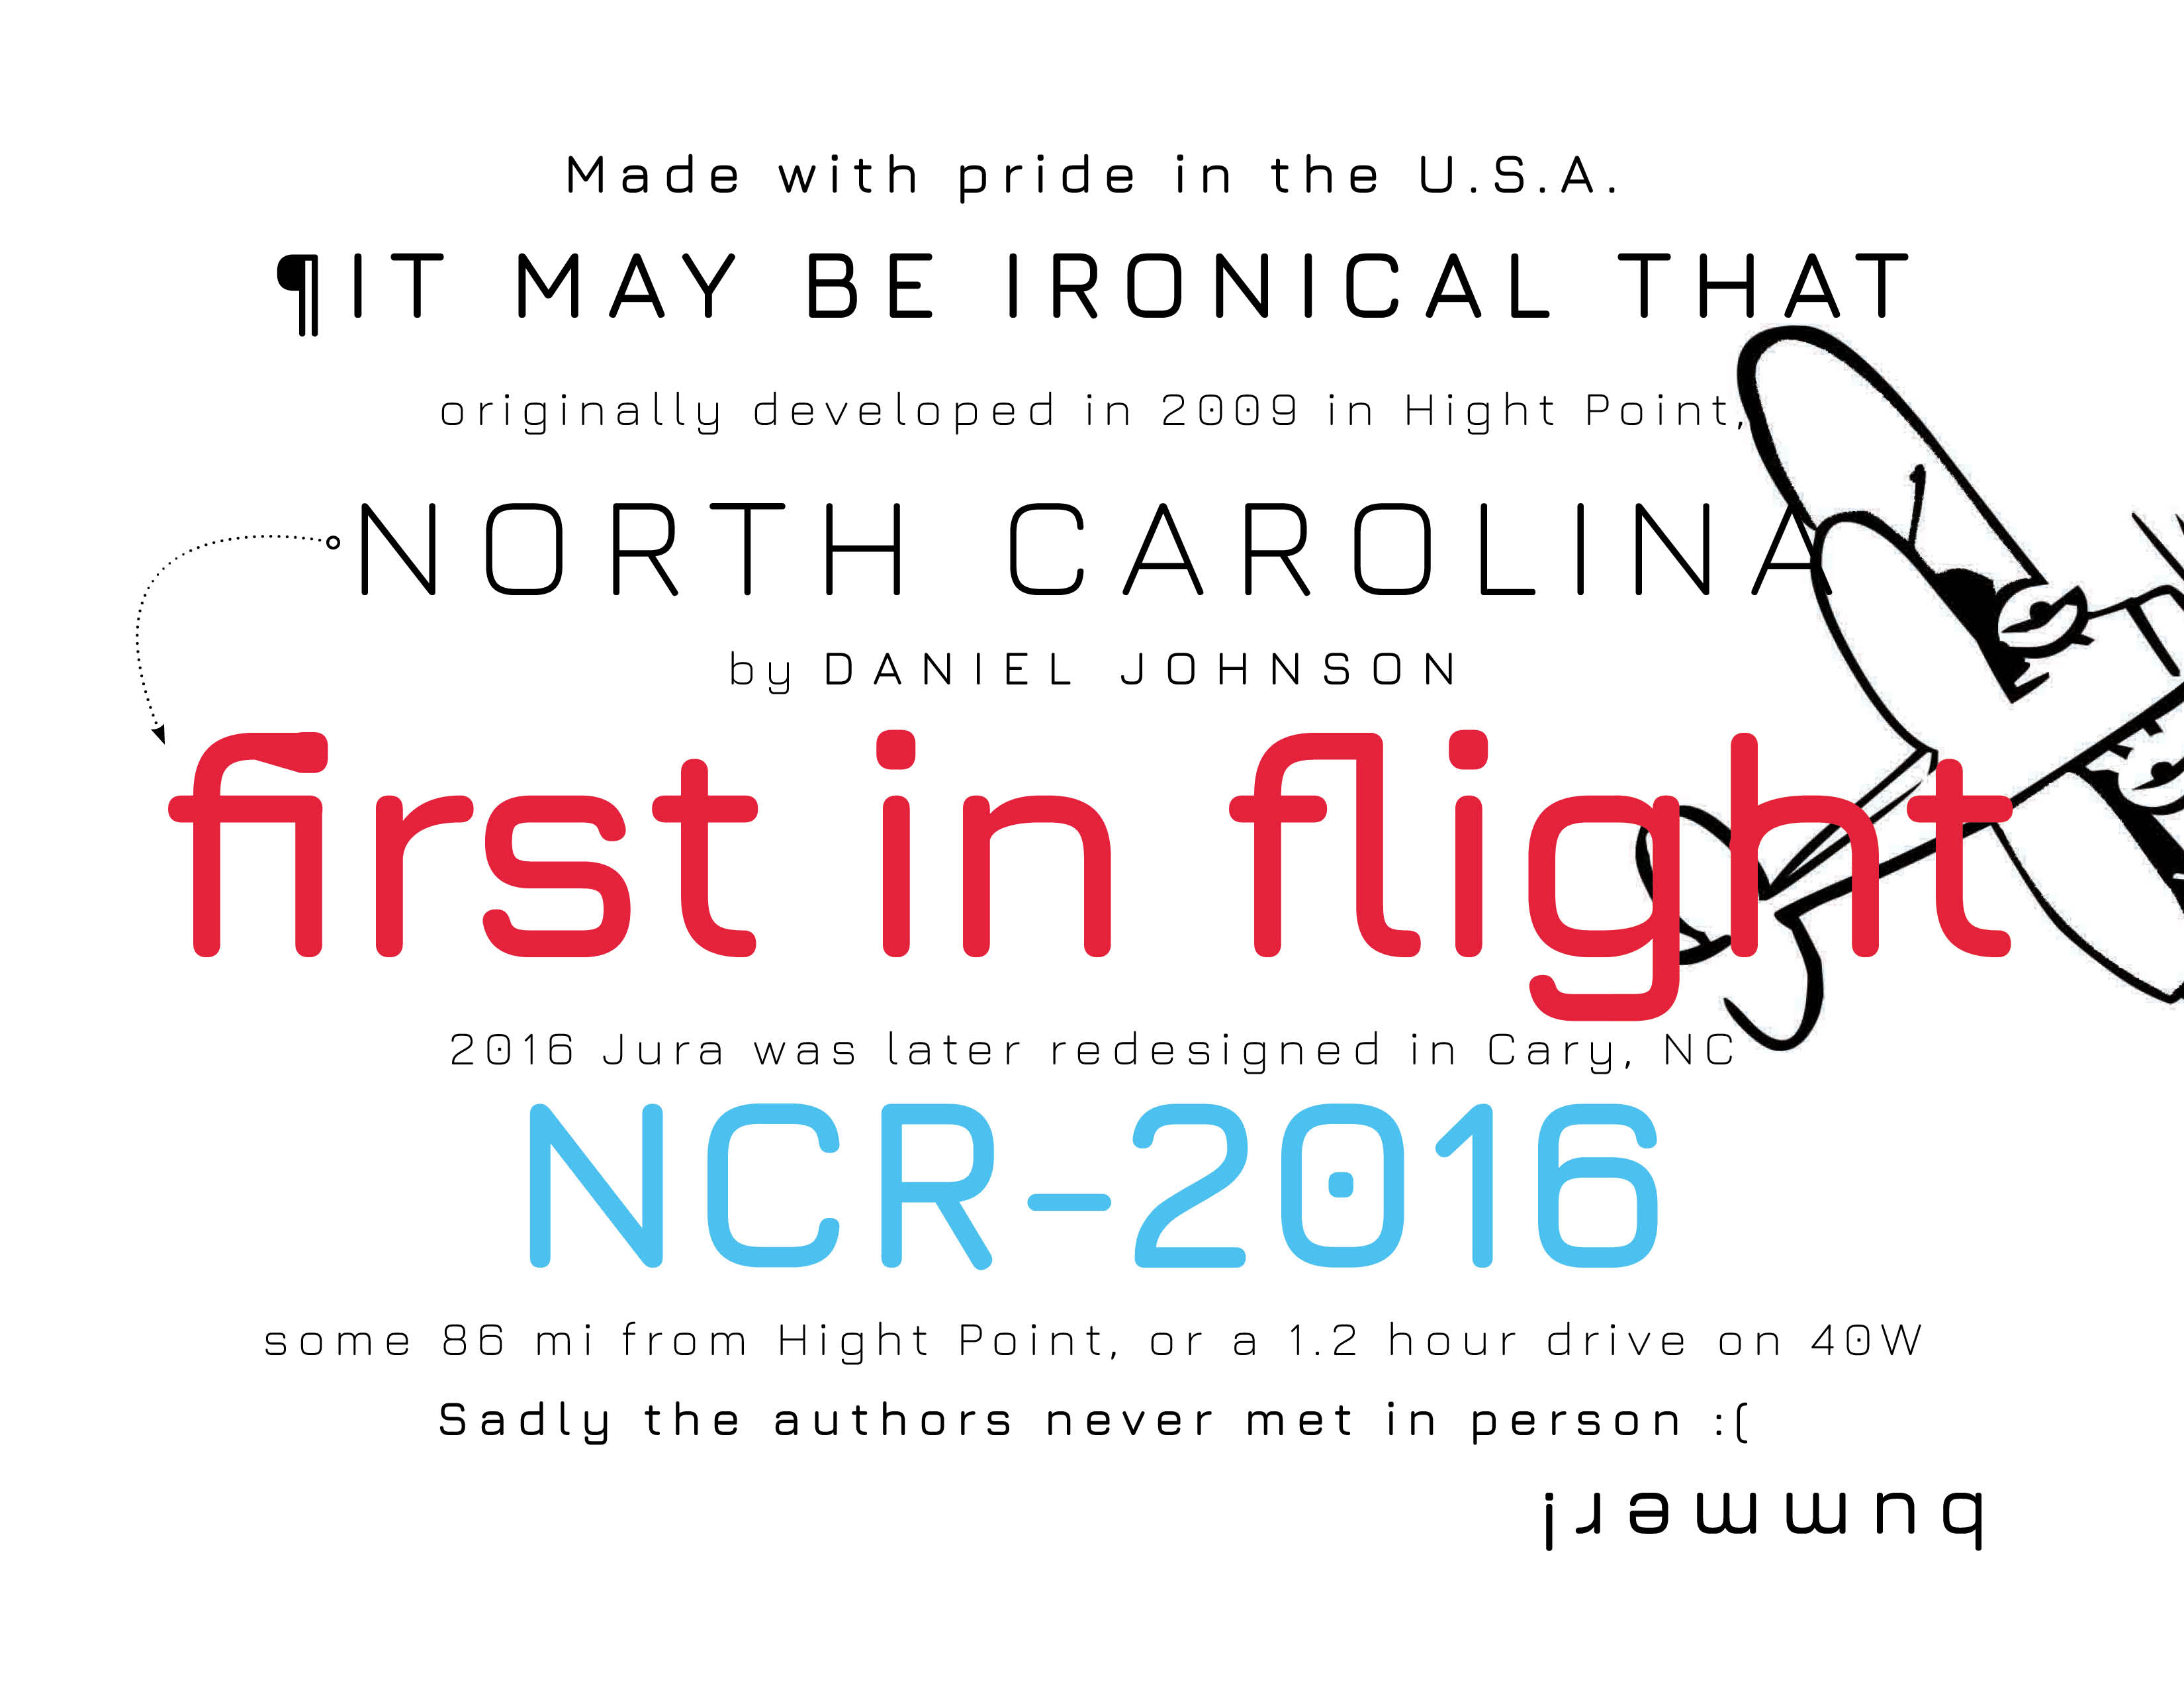 Made with pride in the U.S.A.
¶IT MAY BE IRONICAL THAT
originally developed in 2009 in Hight Point,
NORTH CAROLINA
by DANIEL JOHNSON
first in flight
2016 Jura was later redesigned in Cary, NC
NCR-2016
some 86 mi from Hight Point, or a 1.2 hour drive on 40W
Sadly the authors never met in person :(
bummer¡